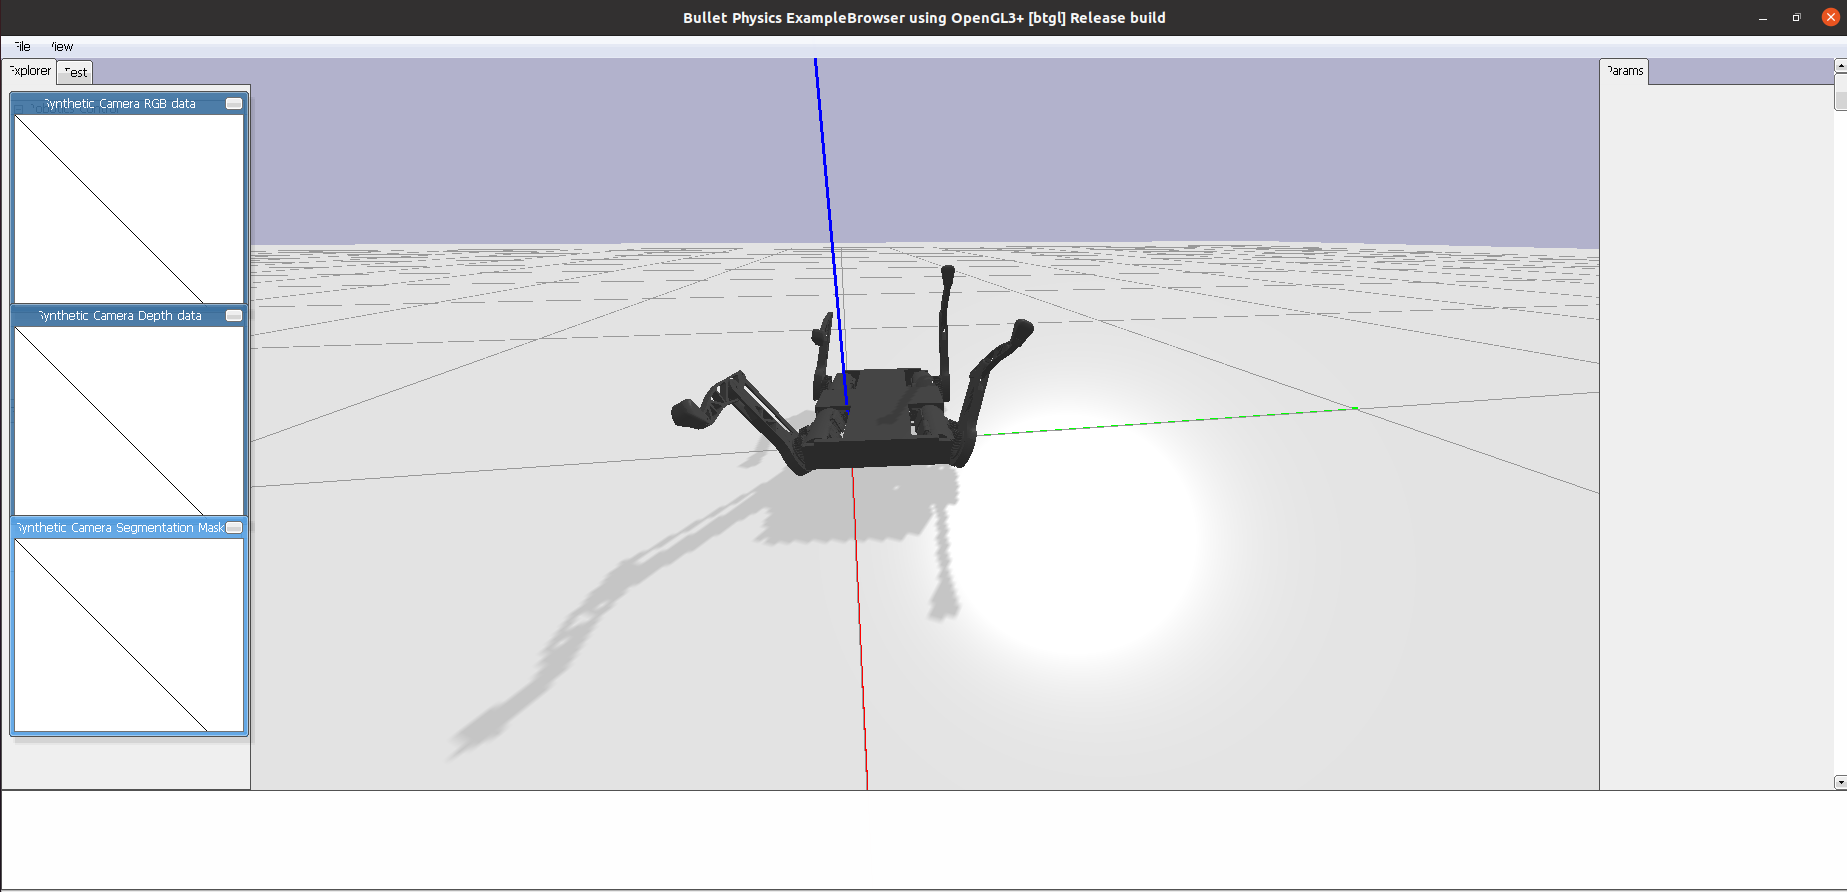 Bullet Physics ExampleBrowser using OpenGL3+ [btgl] Release build
File View
Explorer Test
Params
Synthetic Camera RGB data
Synthetic Camera Depth data
Synthetic Camera Segmentation Mask